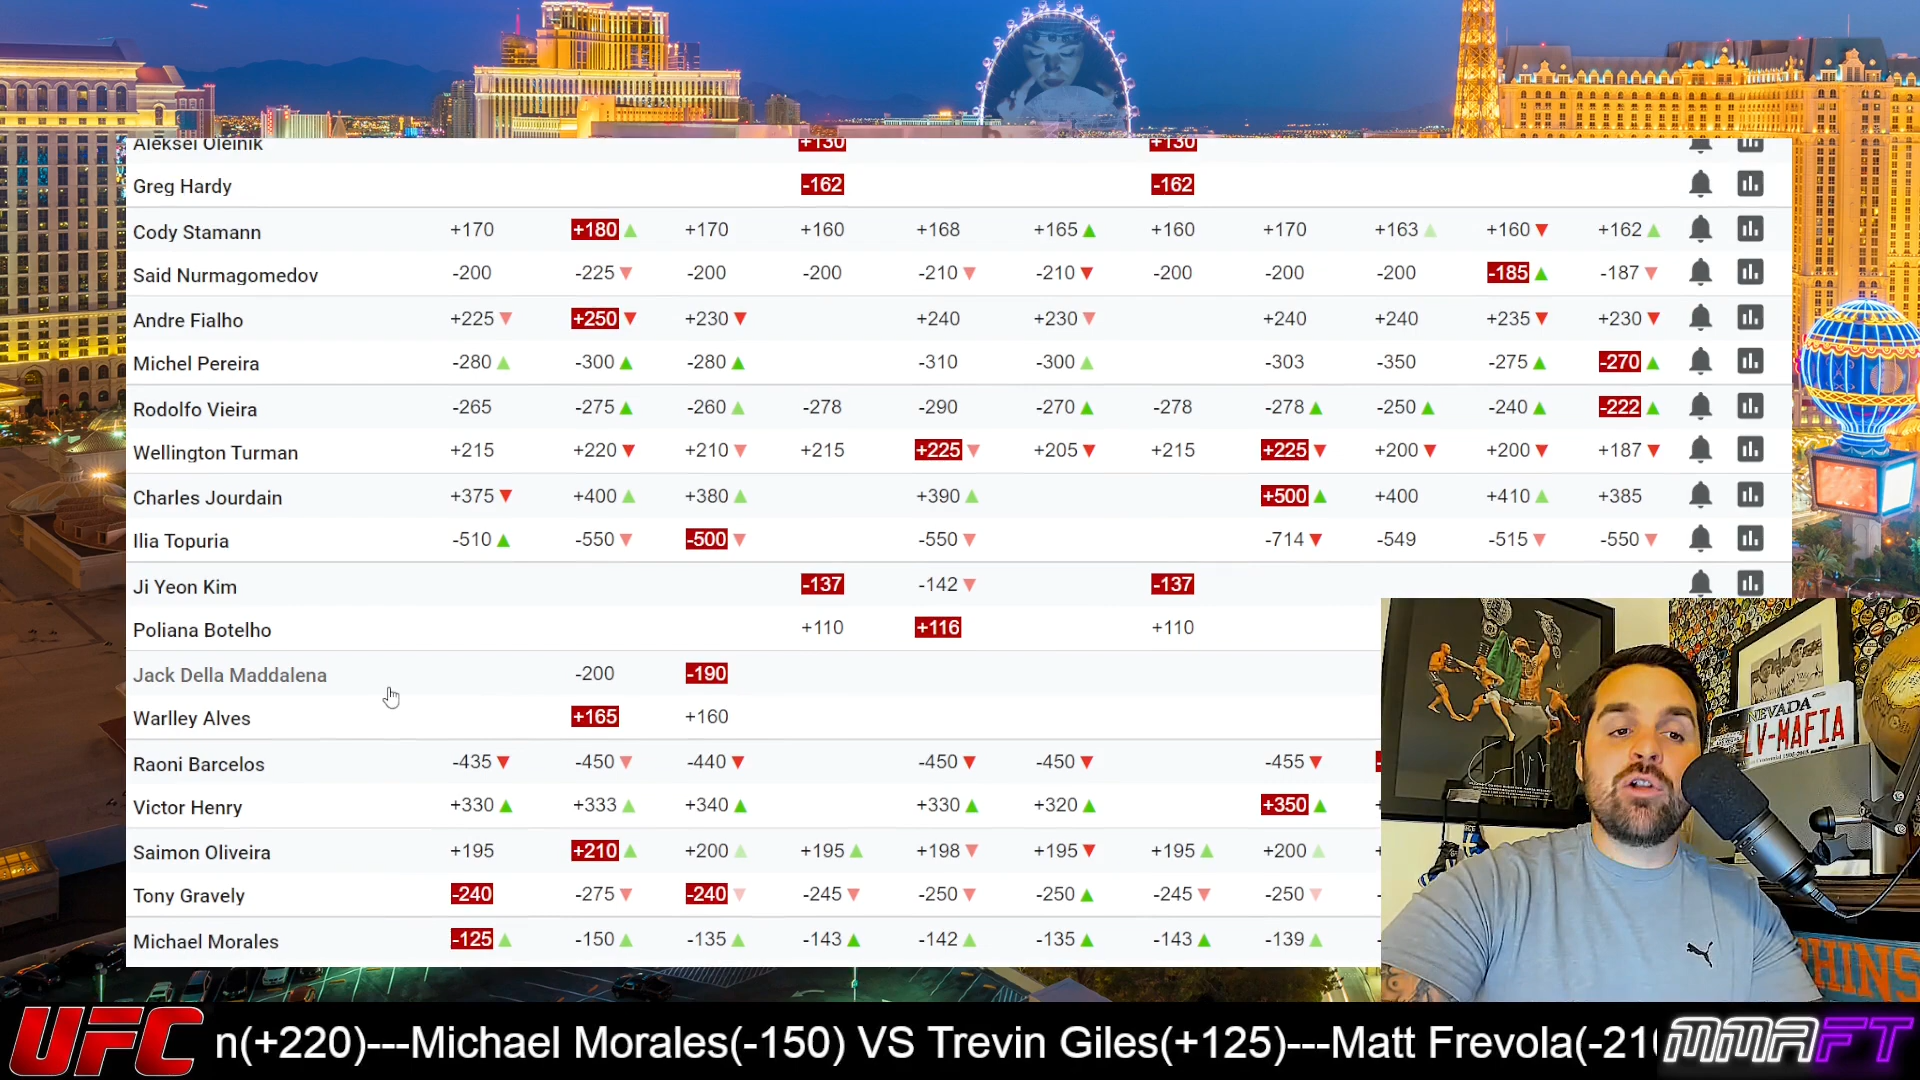 Aleksei Oleinik +130 +130
Greg Hardy -162 -162
Cody Stamann +170 +180 +170 +160 +168 +165 +160 +170 +163 +160 +162
Said Nurmagomedov -200 -225 -200 -200 -210 -210 -200 -200 -200 -185 -187
Andre Fialho +225 +250 +230 +240 +230 +240 +240 +235 +230
Michel Pereira -280 -300 -280 -310 -300 -303 -350 -275 -270
Rodolfo Vieira -265 -275 -260 -278 -290 -270 -278 -278 -250 -240 -222
Wellington Turman +215 +220 +210 +215 +225 +205 +215 +225 +200 +200 +187
Charles Jourdain +375 +400 +380 +390 +500 +400 +410 +385
Ilia Topuria -510 -550 -500 -550 -714 -549 -515 -550
Ji Yeon Kim -137 -142 -137
Poliana Botelho +110 +116 +110
Jack Della Maddalena -200 -190
Warlley Alves +165 +160
Raoni Barcelos -435 -450 -440 -450 -450 -455
Victor Henry +330 +333 +340 +330 +320 +350
Saimon Oliveira +195 +210 +200 +195 +198 +195 +195 +200
Tony Gravely -240 -275 -240 -245 -250 -250 -245 -250
Michael Morales -125 -150 -135 -143 -142 -135 -143 -139
NEVADA
LV-MAFIA
HINS
UFC n(+220)---Michael Morales(-150) VS Trevin Giles(+125)---Matt Frevola(-21 MMAFT